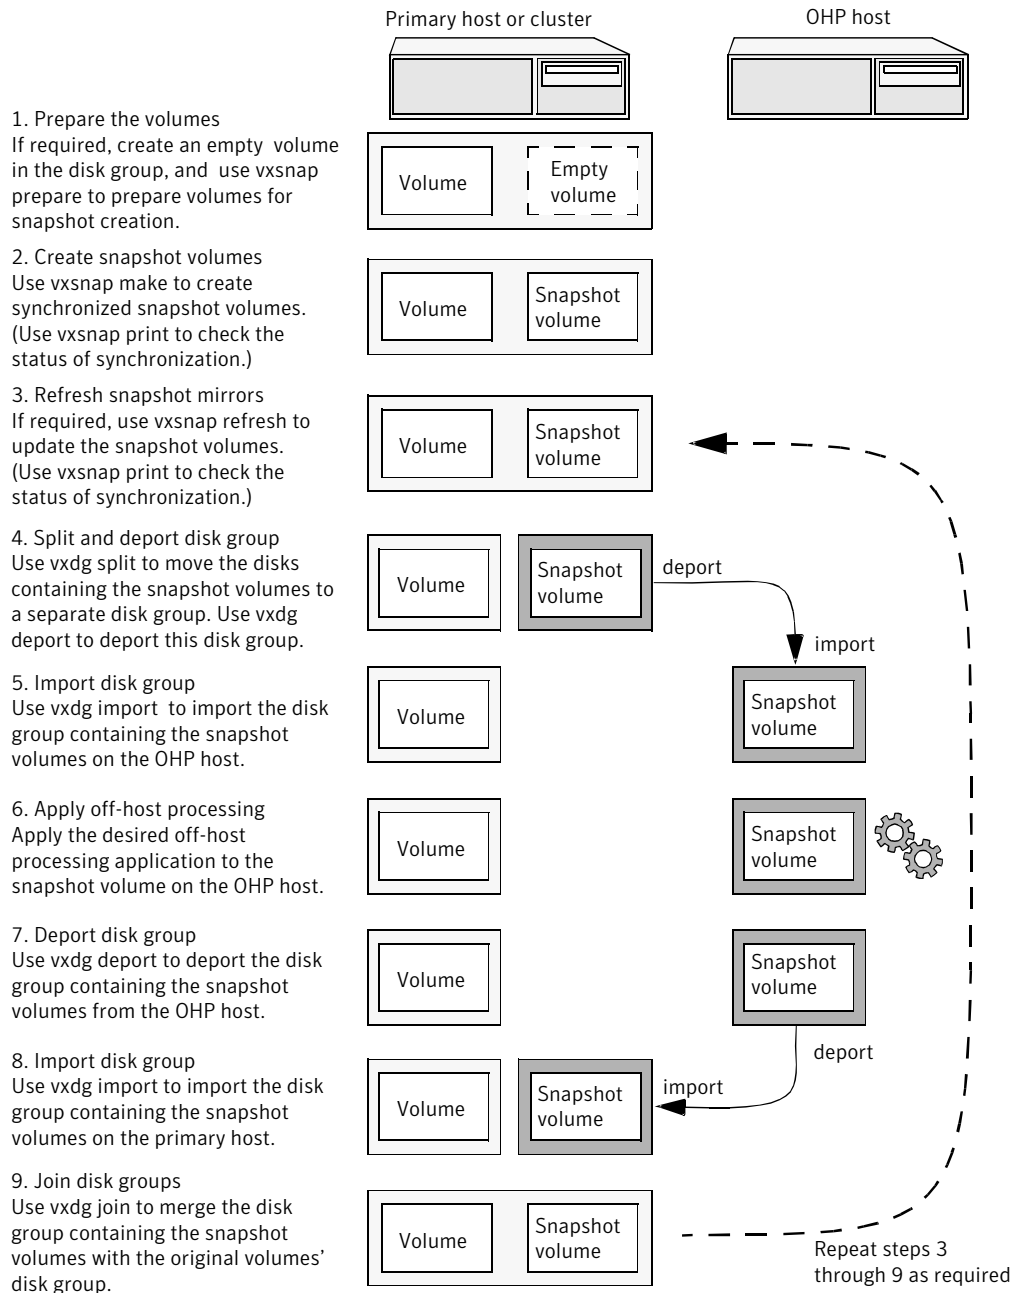 Primary host or cluster
OHP host
1. Prepare the volumes
If required, create an empty volume
in the disk group, and use vxsnap
prepare to prepare volumes for
snapshot creation.
Volume
Empty
volume
2. Create snapshot volumes
Use vxsnap make to create
synchronized snapshot volumes.
(Use vxsnap print to check the
status of synchronization.)
Volume
Snapshot
volume
3. Refresh snapshot mirrors
If required, use vxsnap refresh to
update the snapshot volumes.
(Use vxsnap print to check the
status of synchronization.)
Volume
Snapshot
volume
4. Split and deport disk group
Use vxdg split to move the disks
containing the snapshot volumes to
a separate disk group. Use vxdg
deport to deport this disk group.
Volume
Snapshot
volume
deport
import
5. Import disk group
Use vxdg import to import the disk
group containing the snapshot
volumes on the OHP host.
Volume
Snapshot
volume
6. Apply off-host processing
Apply the desired off-host
processing application to the
snapshot volume on the OHP host.
Volume
Snapshot
volume
7. Deport disk group
Use vxdg deport to deport the disk
group containing the snapshot
volumes from the OHP host.
Volume
Snapshot
volume
deport
8. Import disk group
Use vxdg import to import the disk
group containing the snapshot
volumes on the primary host.
Volume
Snapshot
volume
import
9. Join disk groups
Use vxdg join to merge the disk
group containing the snapshot
volumes with the original volumes’
disk group.
Volume
Snapshot
volume
Repeat steps 3
through 9 as required